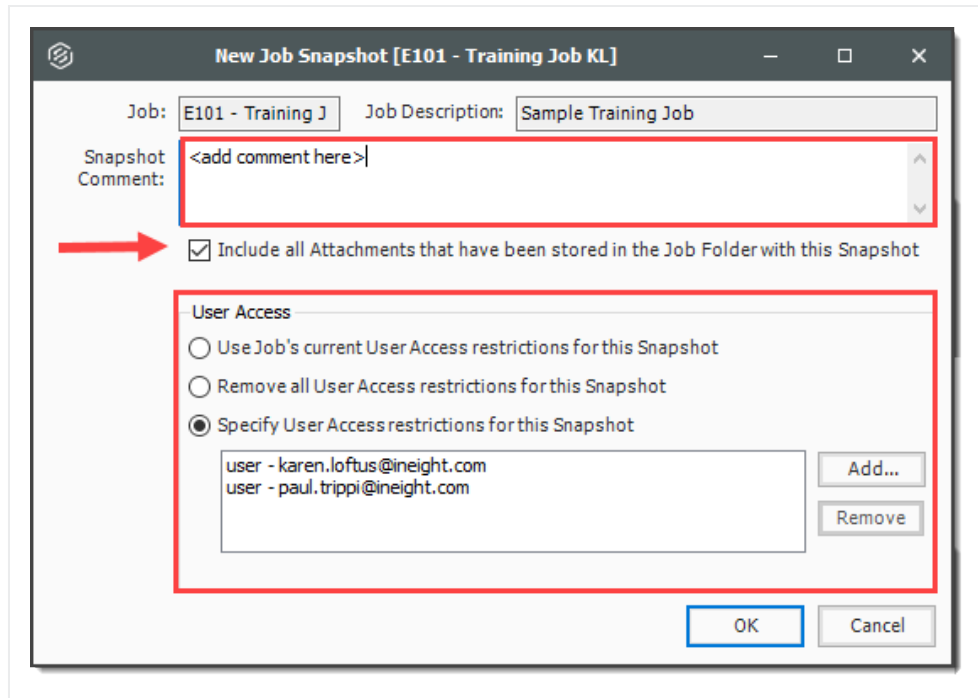 New Job Snapshot [E101 - Training Job KL]
Job: E101 - Training J Job Description: Sample Training Job
Snapshot Comment: <add comment here>
Include all Attachments that have been stored in the Job Folder with this Snapshot
User Access
Use Job's current User Access restrictions for this Snapshot
Remove all User Access restrictions for this Snapshot
Specify User Access restrictions for this Snapshot
user - karen.loftus@ineight.com
user - paul.trippi@ineight.com
Add...
Remove
OK Cancel